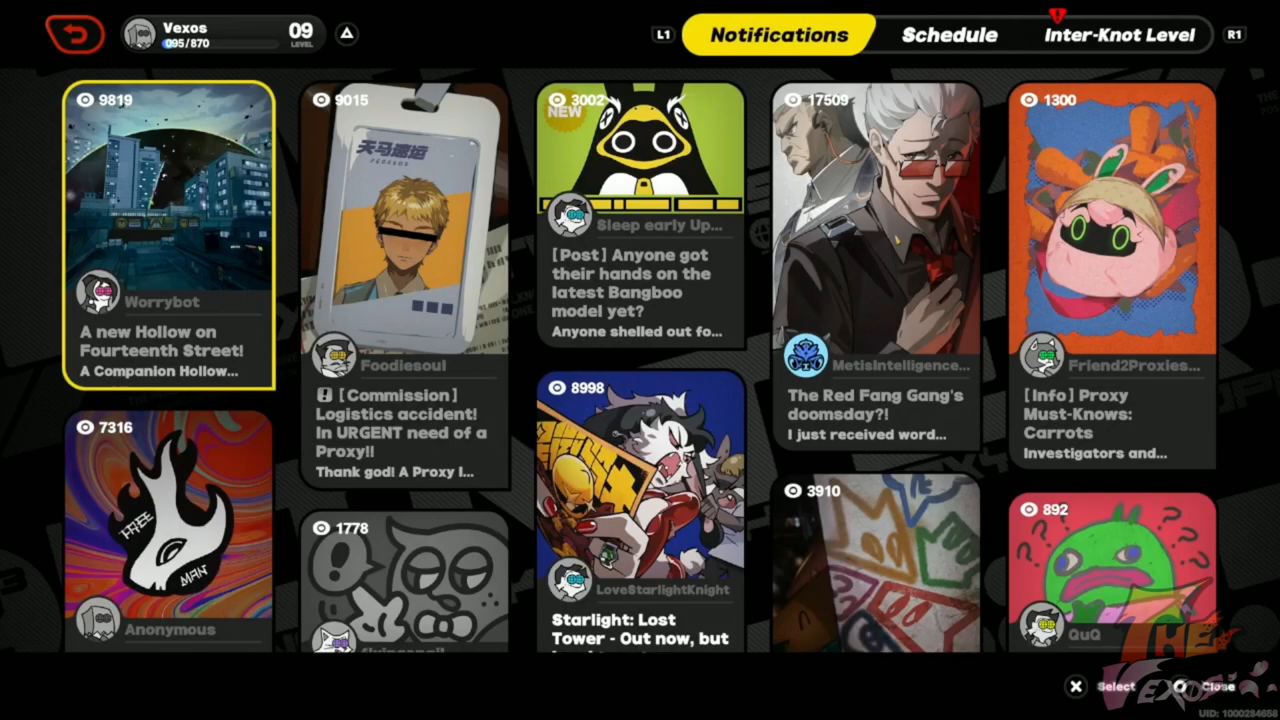 Vexos
095/870
09
LEVEL
L1
Notifications
Schedule
Inter-Knot Level
R1
9819
Worrybot
A new Hollow on
Fourteenth Street!
A Companion Hollow...
7316
FREE
MAN
Anonymous
9015
天马速运
PEGASUS
Foodiesoul
[Commission]
Logistics accident!
In URGENT need of a
Proxy!!
Thank god! A Proxy I...
1778
3002
NEW
Sleep early Up...
[Post] Anyone got
their hands on the
latest Bangboo
model yet?
Anyone shelled out fo...
8998
LoveStarlightKnight
Starlight: Lost
Tower - Out now, but
17509
MetisIntelligence...
The Red Fang Gang's
doomsday?!
I just received word...
3910
1300
Friend2Proxies...
[Info] Proxy
Must-Knows:
Carrots
Investigators and...
892
QuQ
THE
VEXOS
Select
Close
UID: 1000284658